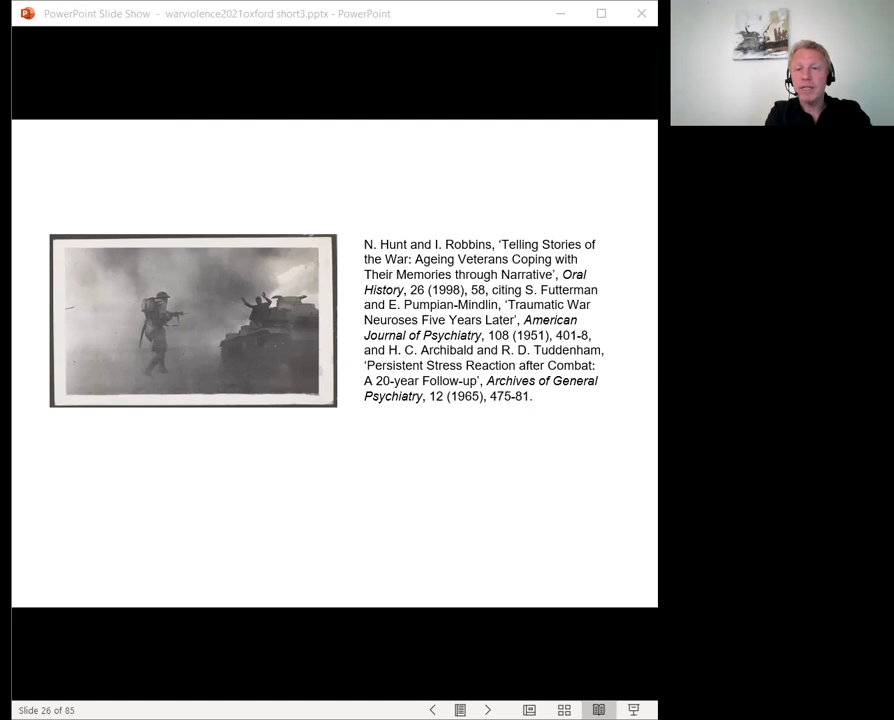 PowerPoint Slide Show - warviolence2021oxford short3.pptx - PowerPoint
N. Hunt and I. Robbins, ‘Telling Stories of
the War: Ageing Veterans Coping with
Their Memories through Narrative’, Oral
History, 26 (1998), 58, citing S. Futterman
and E. Pumpian-Mindlin, ‘Traumatic War
Neuroses Five Years Later’, American
Journal of Psychiatry, 108 (1951), 401-8,
and H. C. Archibald and R. D. Tuddenham,
‘Persistent Stress Reaction after Combat:
A 20-year Follow-up’, Archives of General
Psychiatry, 12 (1965), 475-81.
Slide 26 of 85